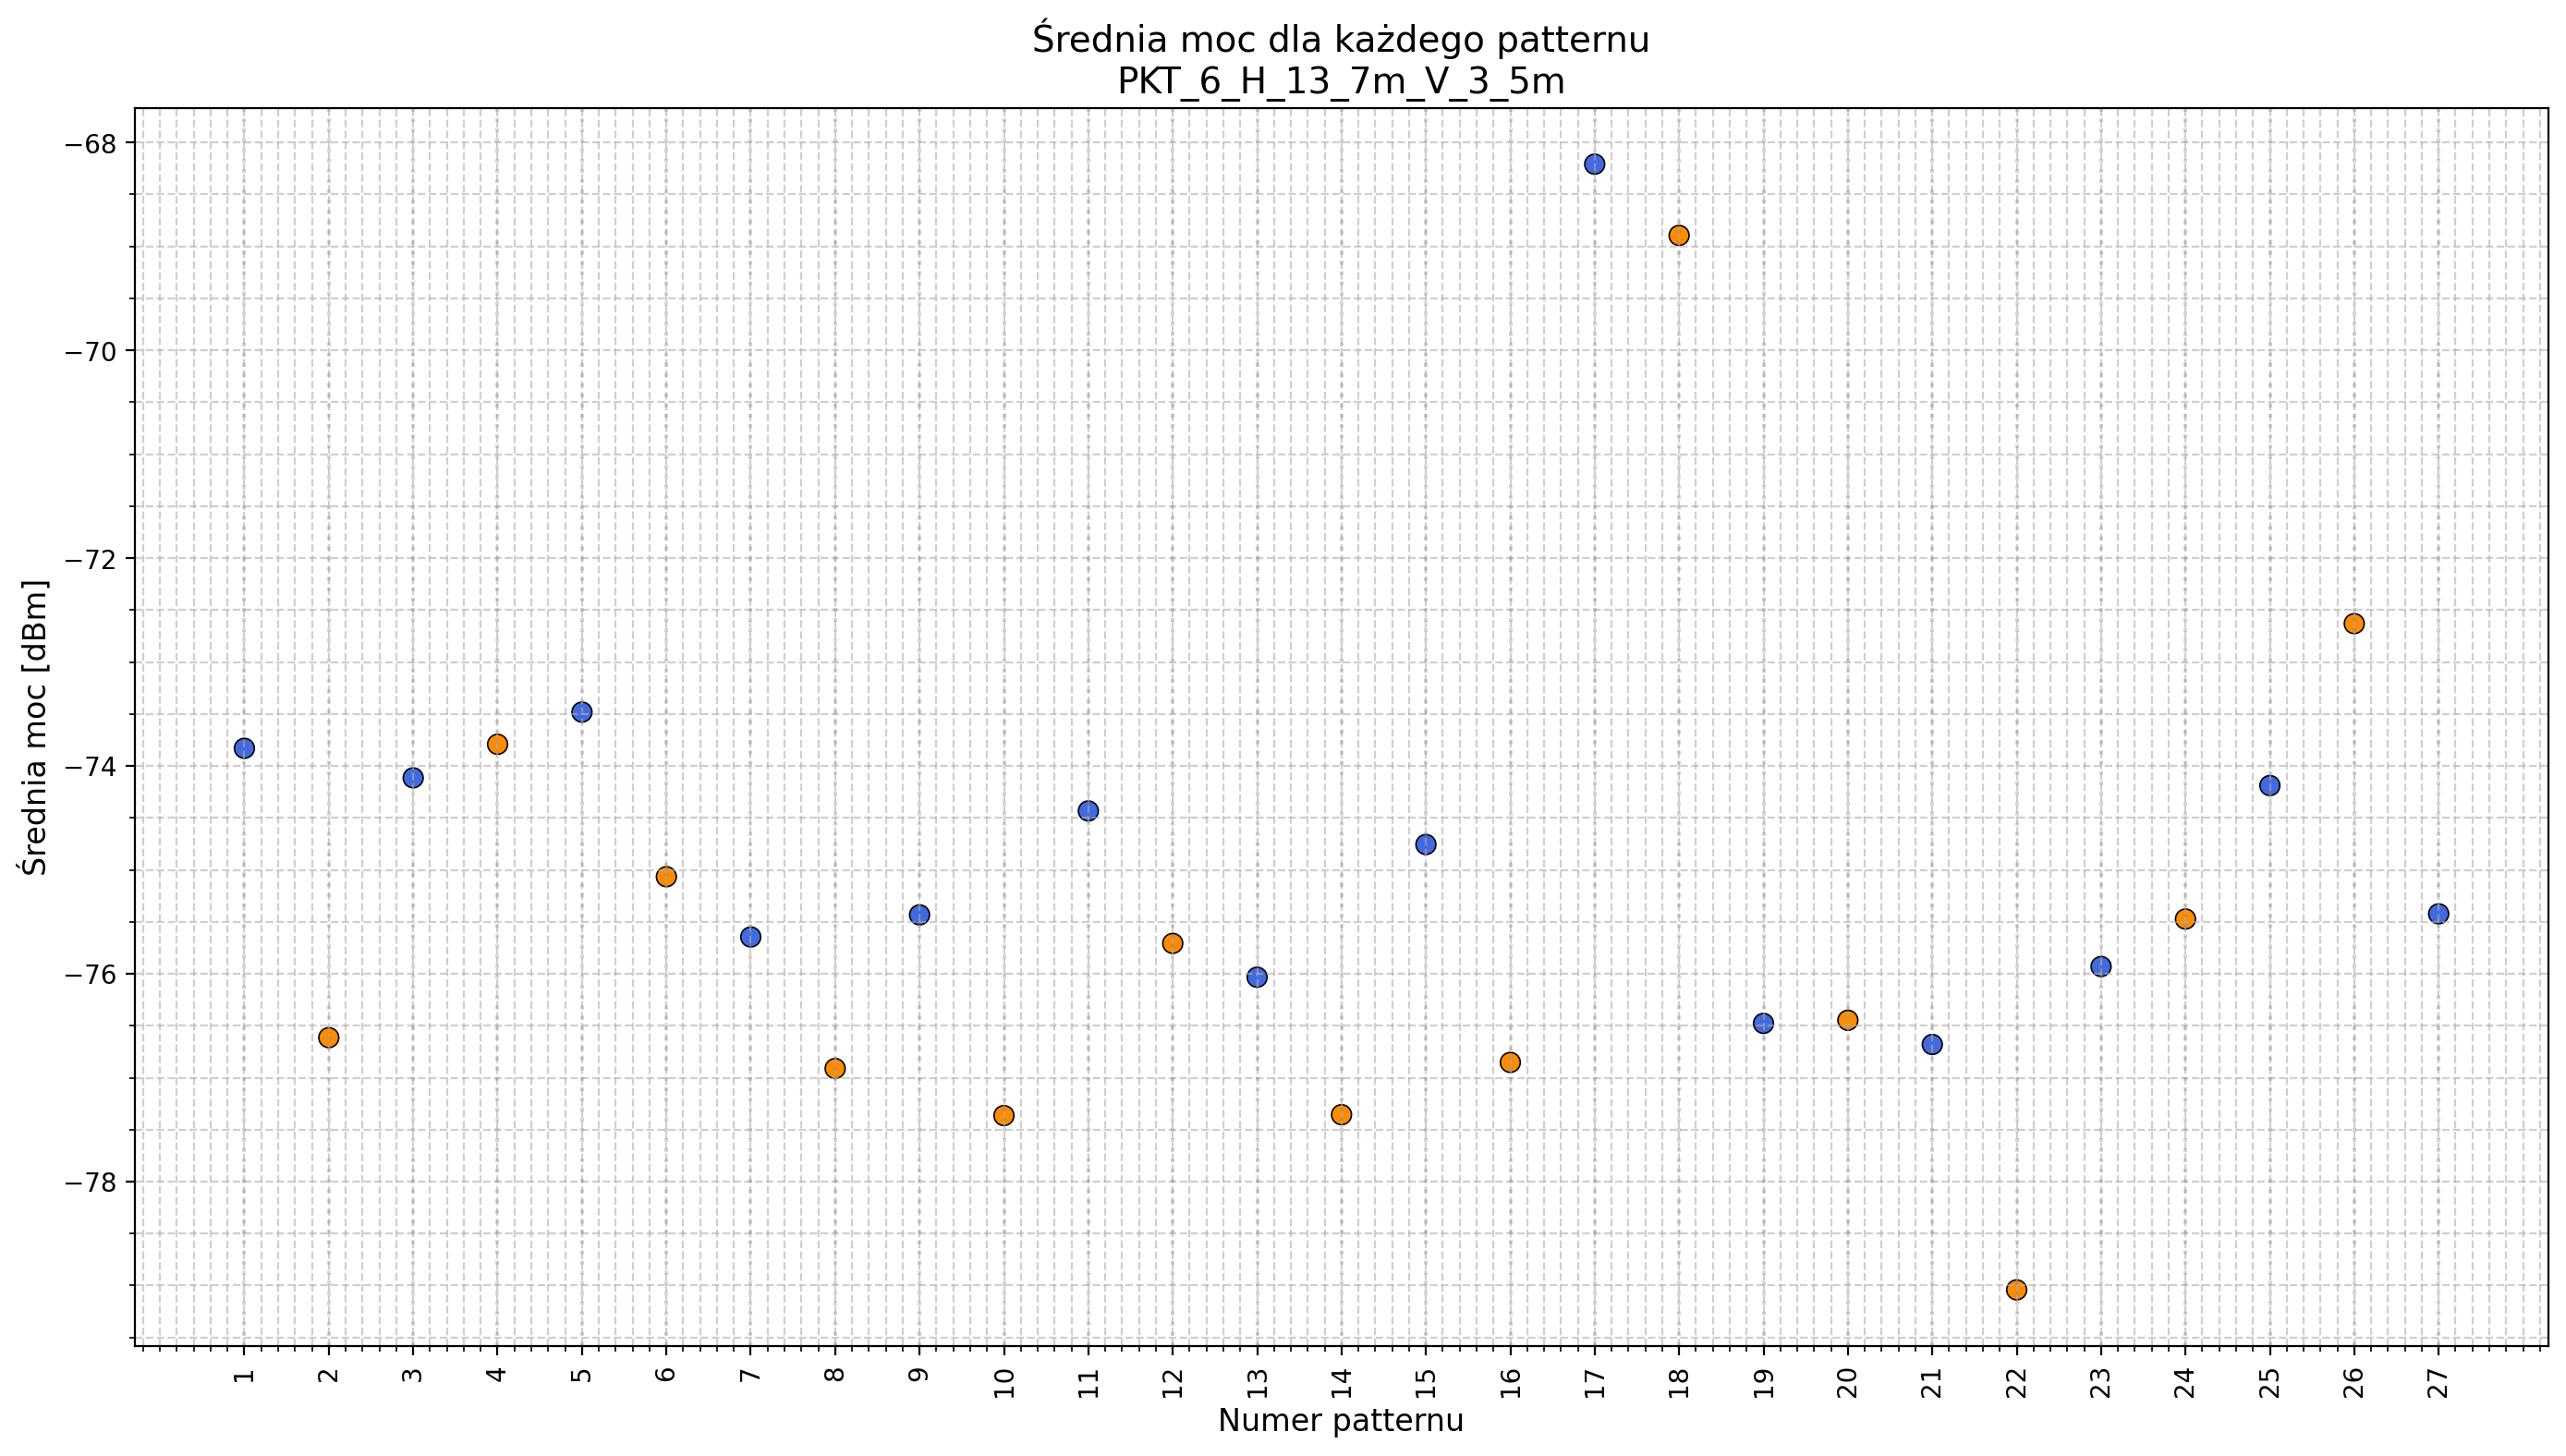 Średnia moc dla każdego patternu
PKT_6_H_13_7m_V_3_5m
−68
−70
−72
−74
−76
−78
Średnia moc [dBm]
1 2 3 4 5 6 7 8 9 10 11 12 13 14 15 16 17 18 19 20 21 22 23 24 25 26 27
Numer patternu